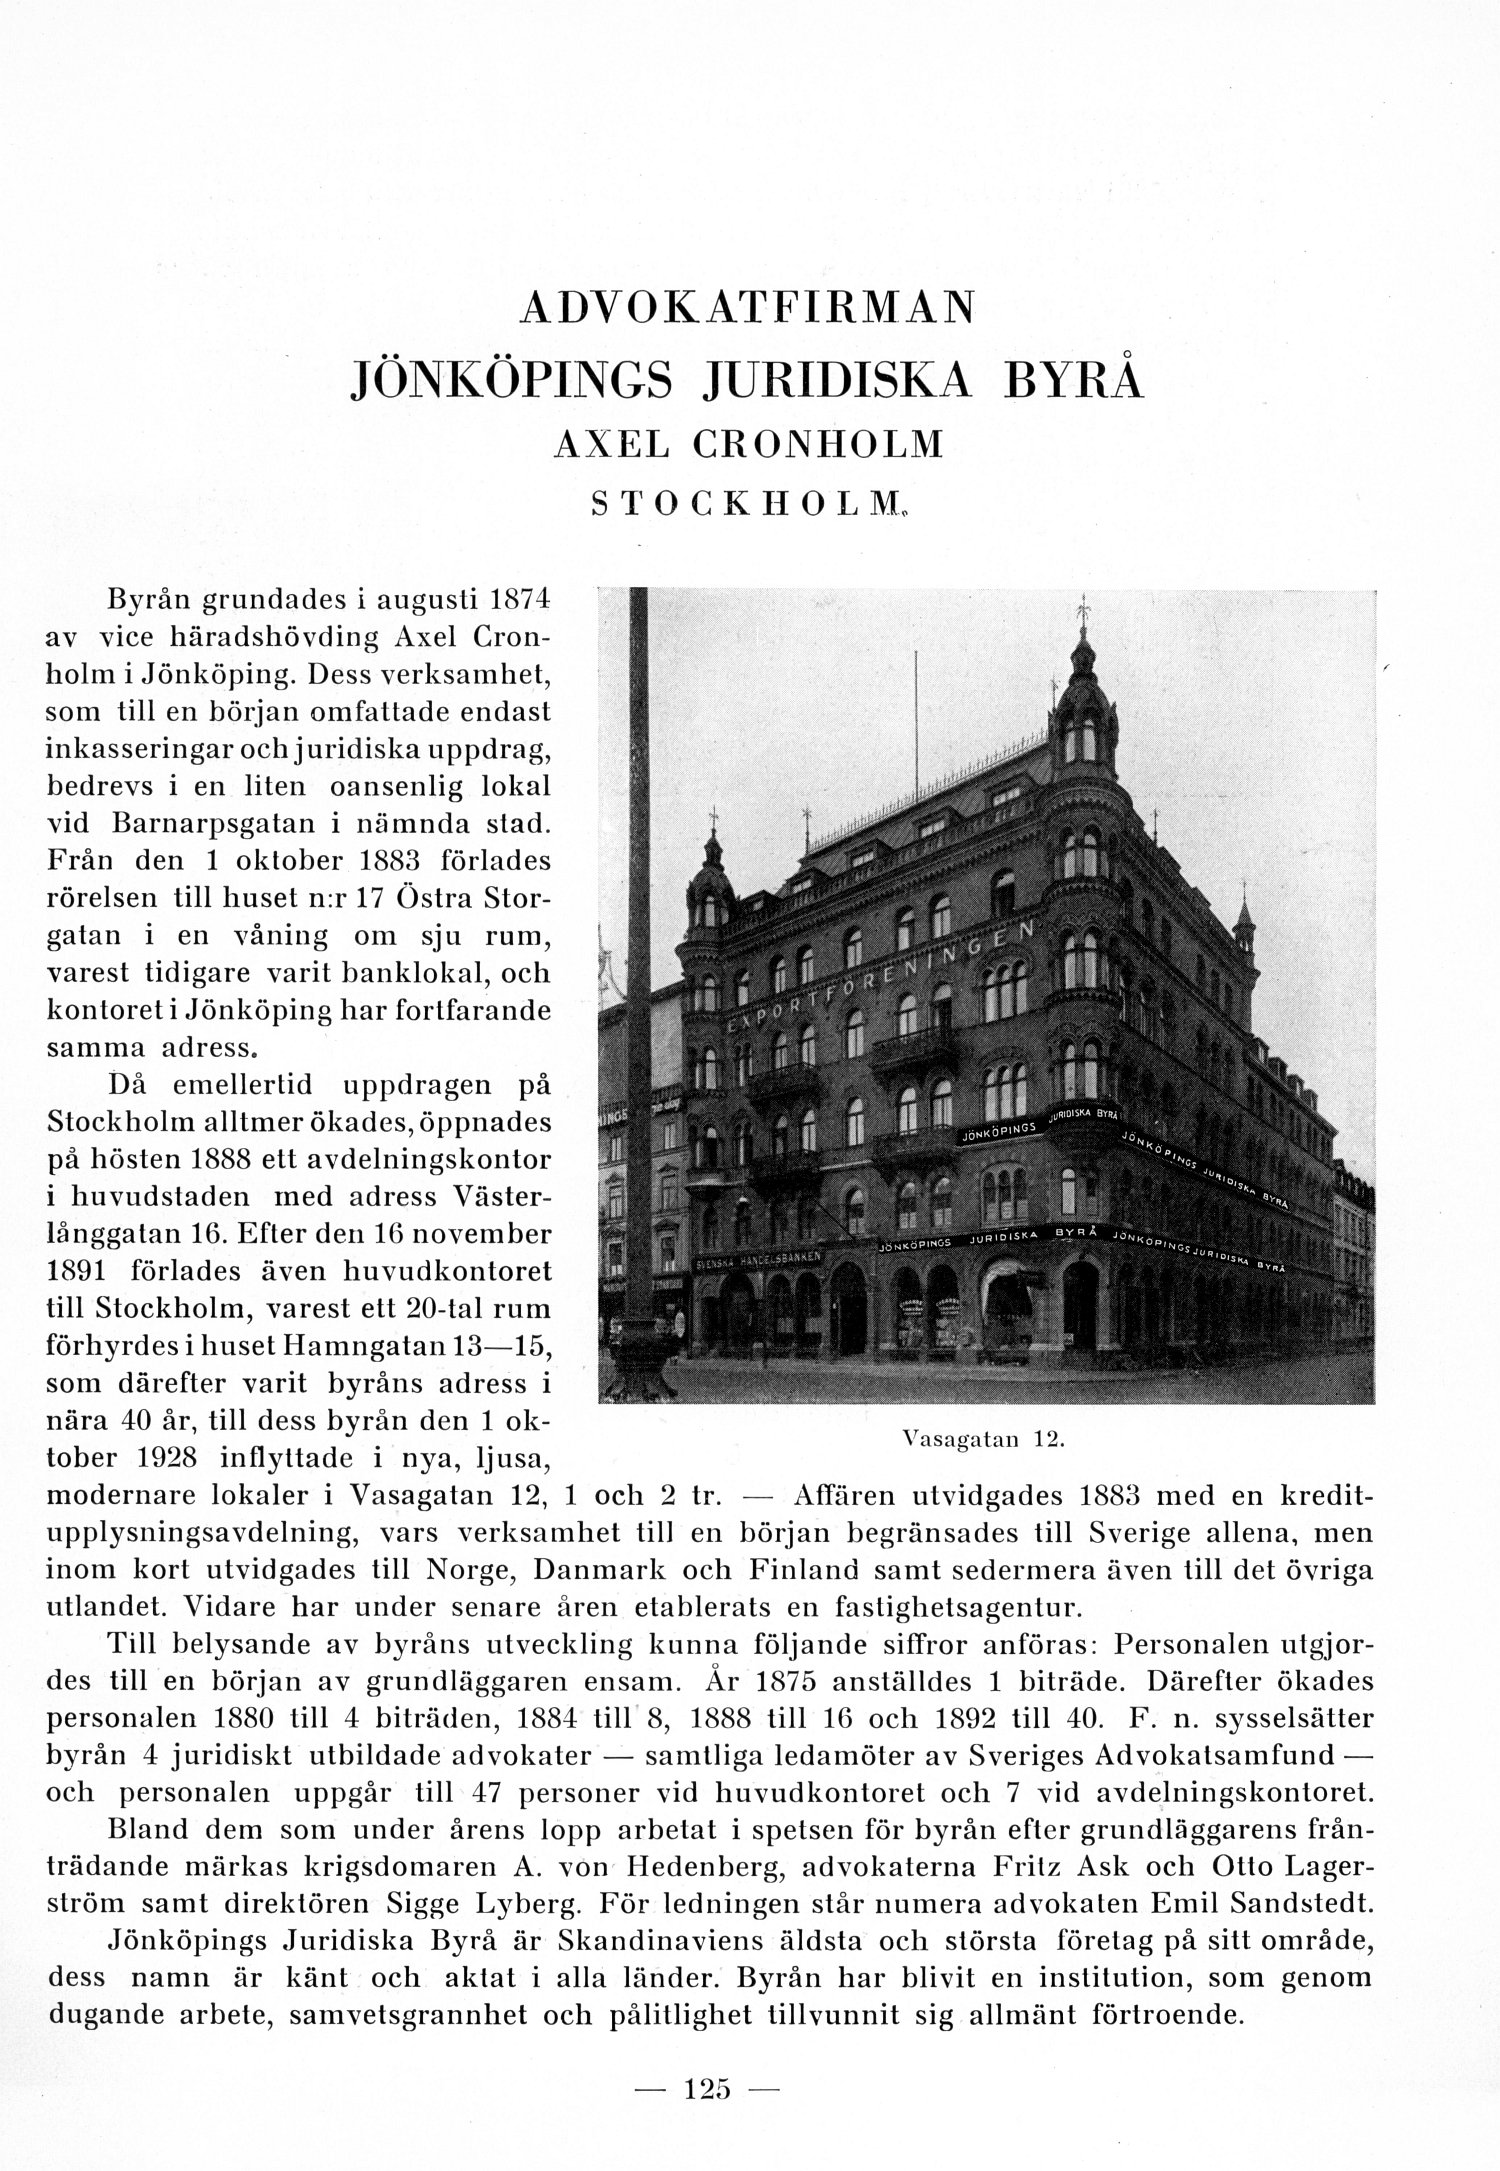 ADVOKATFIRMAN
JÖNKÖPINGS JURIDISKA BYRÅ
AXEL CRONHOLM
STOCKHOLM.
Byrån grundades i augusti 1874
av vice häradshövding Axel Cron-
holm i Jönköping. Dess verksamhet,
som till en början omfattade endast
inkasseringar och juridiska uppdrag,
bedrevs i en liten oansenlig lokal
vid Barnarpsgatan i nämnda stad.
Från den 1 oktober 1883 förlades
rörelsen till huset n:r 17 Östra Stor-
gatan i en våning om sju rum,
varest tidigare varit banklokal, och
kontoret i Jönköping har fortfarande
samma adress.
Då emellertid uppdragen på
Stockholm alltmer ökades, öppnades
på hösten 1888 ett avdelningskontor
i huvudstaden med adress Väster-
långgatan 16. Efter den 16 november
1891 förlades även huvudkontoret
till Stockholm, varest ett 20-tal rum
förhyrdes i huset Hamngatan 13—15,
som därefter varit byråns adress i
nära 40 år, till dess byrån den 1 ok-
tober 1928 inflyttade i nya, ljusa,
modernare lokaler i Vasagatan 12, 1 och 2 tr. — Affären utvidgades 1883 med en kredit-
upplysningsavdelning, vars verksamhet till en början begränsades till Sverige allena, men
inom kort utvidgades till Norge, Danmark och Finland samt sedermera även till det övriga
utlandet. Vidare har under senare åren etablerats en fastighetsagentur.
Till belysande av byråns utveckling kunna följande siffror anföras: Personalen utgjor-
des till en början av grundläggaren ensam. År 1875 anställdes 1 biträde. Därefter ökades
personalen 1880 till 4 biträden, 1884 till 8, 1888 till 16 och 1892 till 40. F. n. sysselsätter
byrån 4 juridiskt utbildade advokater — samtliga ledamöter av Sveriges Advokatsamfund —
och personalen uppgår till 47 personer vid huvudkontoret och 7 vid avdelningskontoret.
Bland dem som under årens lopp arbetat i spetsen för byrån efter grundläggarens från-
trädande märkas krigsdomaren A. von Hedenberg, advokaterna Fritz Ask och Otto Lager-
ström samt direktören Sigge Lyberg. För ledningen står numera advokaten Emil Sandstedt.
Jönköpings Juridiska Byrå är Skandinaviens äldsta och största företag på sitt område,
dess namn är känt och aktat i alla länder. Byrån har blivit en institution, som genom
dugande arbete, samvetsgrannhet och pålitlighet tillvunnit sig allmänt förtroende.
EXPORTFÖRENINGEN
JÖNKÖPINGS JURIDISKA BYRÅ
JÖNKÖPINGS JURIDISKA BYRÅ
SVENSKA HANDELSBANKEN
JÖNKÖPINGS JURIDISKA BYRÅ
JÖNKÖPINGS JURIDISKA BYRÅ
Vasagatan 12.
— 125 —